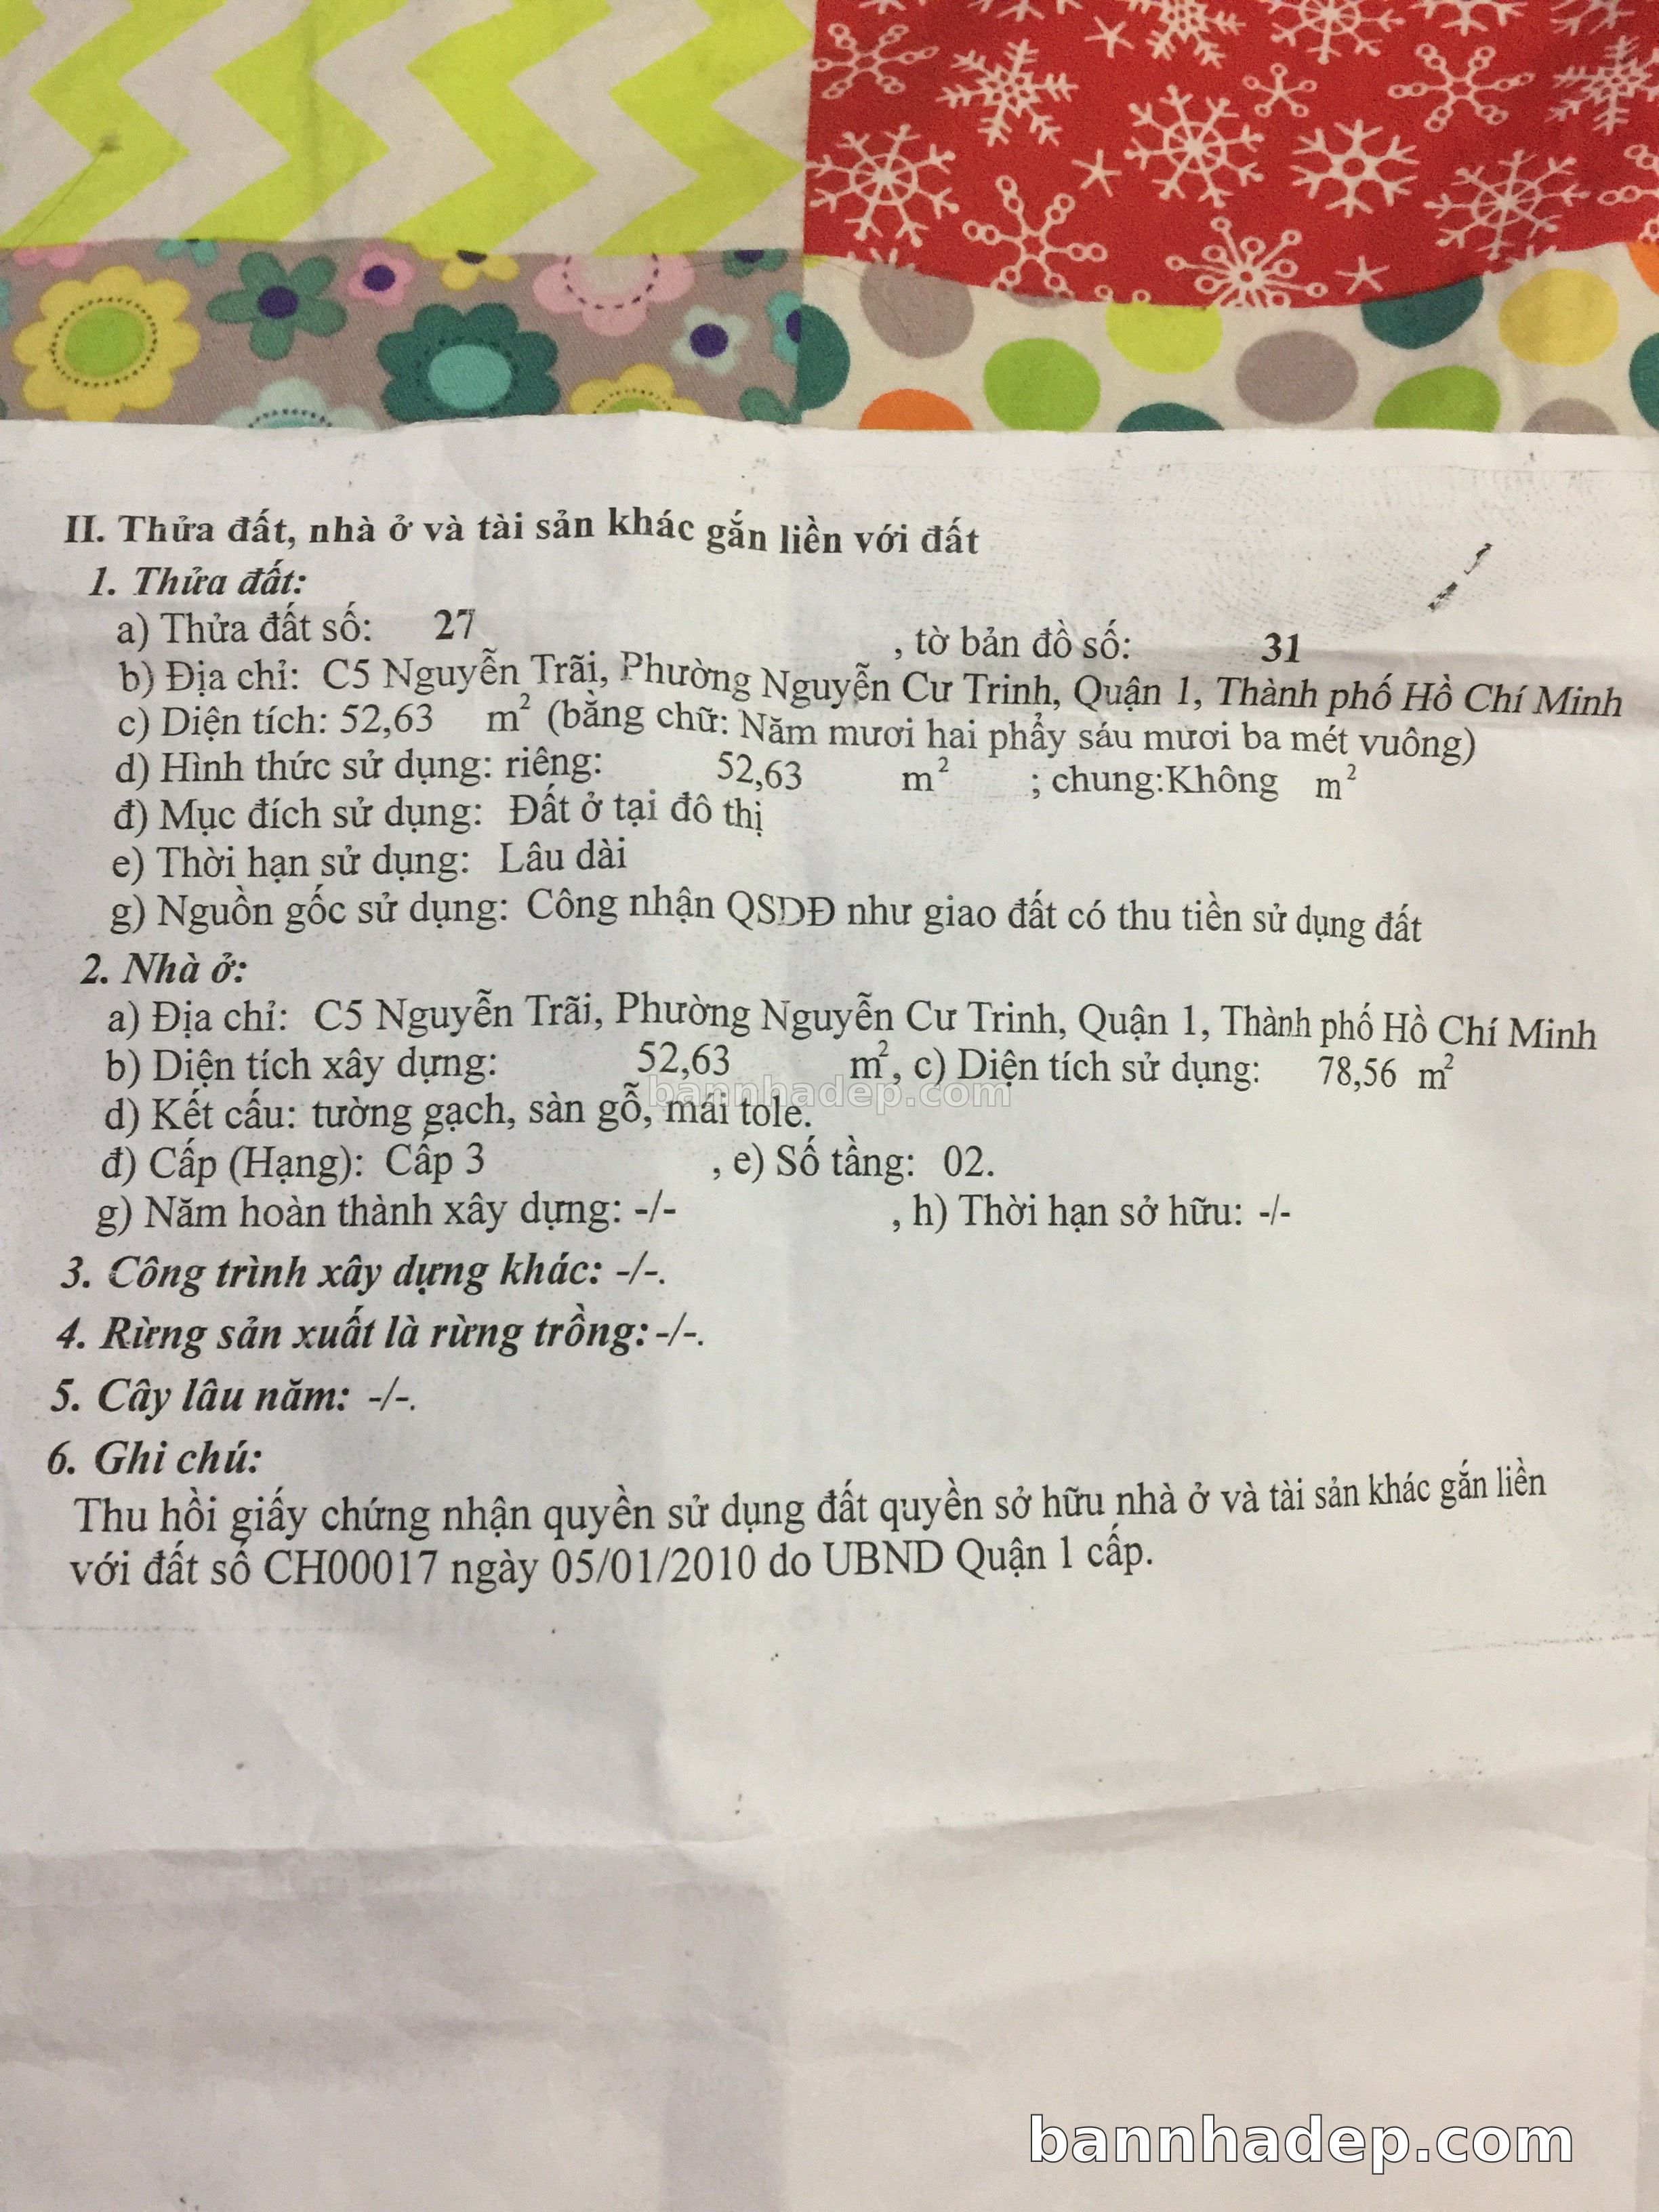 II. Thửa đất, nhà ở và tài sản khác gắn liền với đất
1. Thửa đất:
a) Thửa đất số: 27 , tờ bản đồ số: 31
b) Địa chỉ: C5 Nguyễn Trãi, Phường Nguyễn Cư Trinh, Quận 1, Thành phố Hồ Chí Minh
c) Diện tích: 52,63 m² (bằng chữ: Năm mươi hai phẩy sáu mươi ba mét vuông)
d) Hình thức sử dụng: riêng: 52,63 m² ; chung:Không m²
đ) Mục đích sử dụng: Đất ở tại đô thị
e) Thời hạn sử dụng: Lâu dài
g) Nguồn gốc sử dụng: Công nhận QSDĐ như giao đất có thu tiền sử dụng đất
2. Nhà ở:
a) Địa chỉ: C5 Nguyễn Trãi, Phường Nguyễn Cư Trinh, Quận 1, Thành phố Hồ Chí Minh
b) Diện tích xây dựng: 52,63 m², c) Diện tích sử dụng: 78,56 m²
bannhadep.com
d) Kết cấu: tường gạch, sàn gỗ, mái tole.
đ) Cấp (Hạng): Cấp 3 , e) Số tầng: 02.
g) Năm hoàn thành xây dựng: -/- , h) Thời hạn sở hữu: -/-
3. Công trình xây dựng khác: -/-.
4. Rừng sản xuất là rừng trồng: -/-.
5. Cây lâu năm: -/-.
6. Ghi chú:
Thu hồi giấy chứng nhận quyền sử dụng đất quyền sở hữu nhà ở và tài sản khác gắn liền
với đất số CH00017 ngày 05/01/2010 do UBND Quận 1 cấp.
bannhadep.com